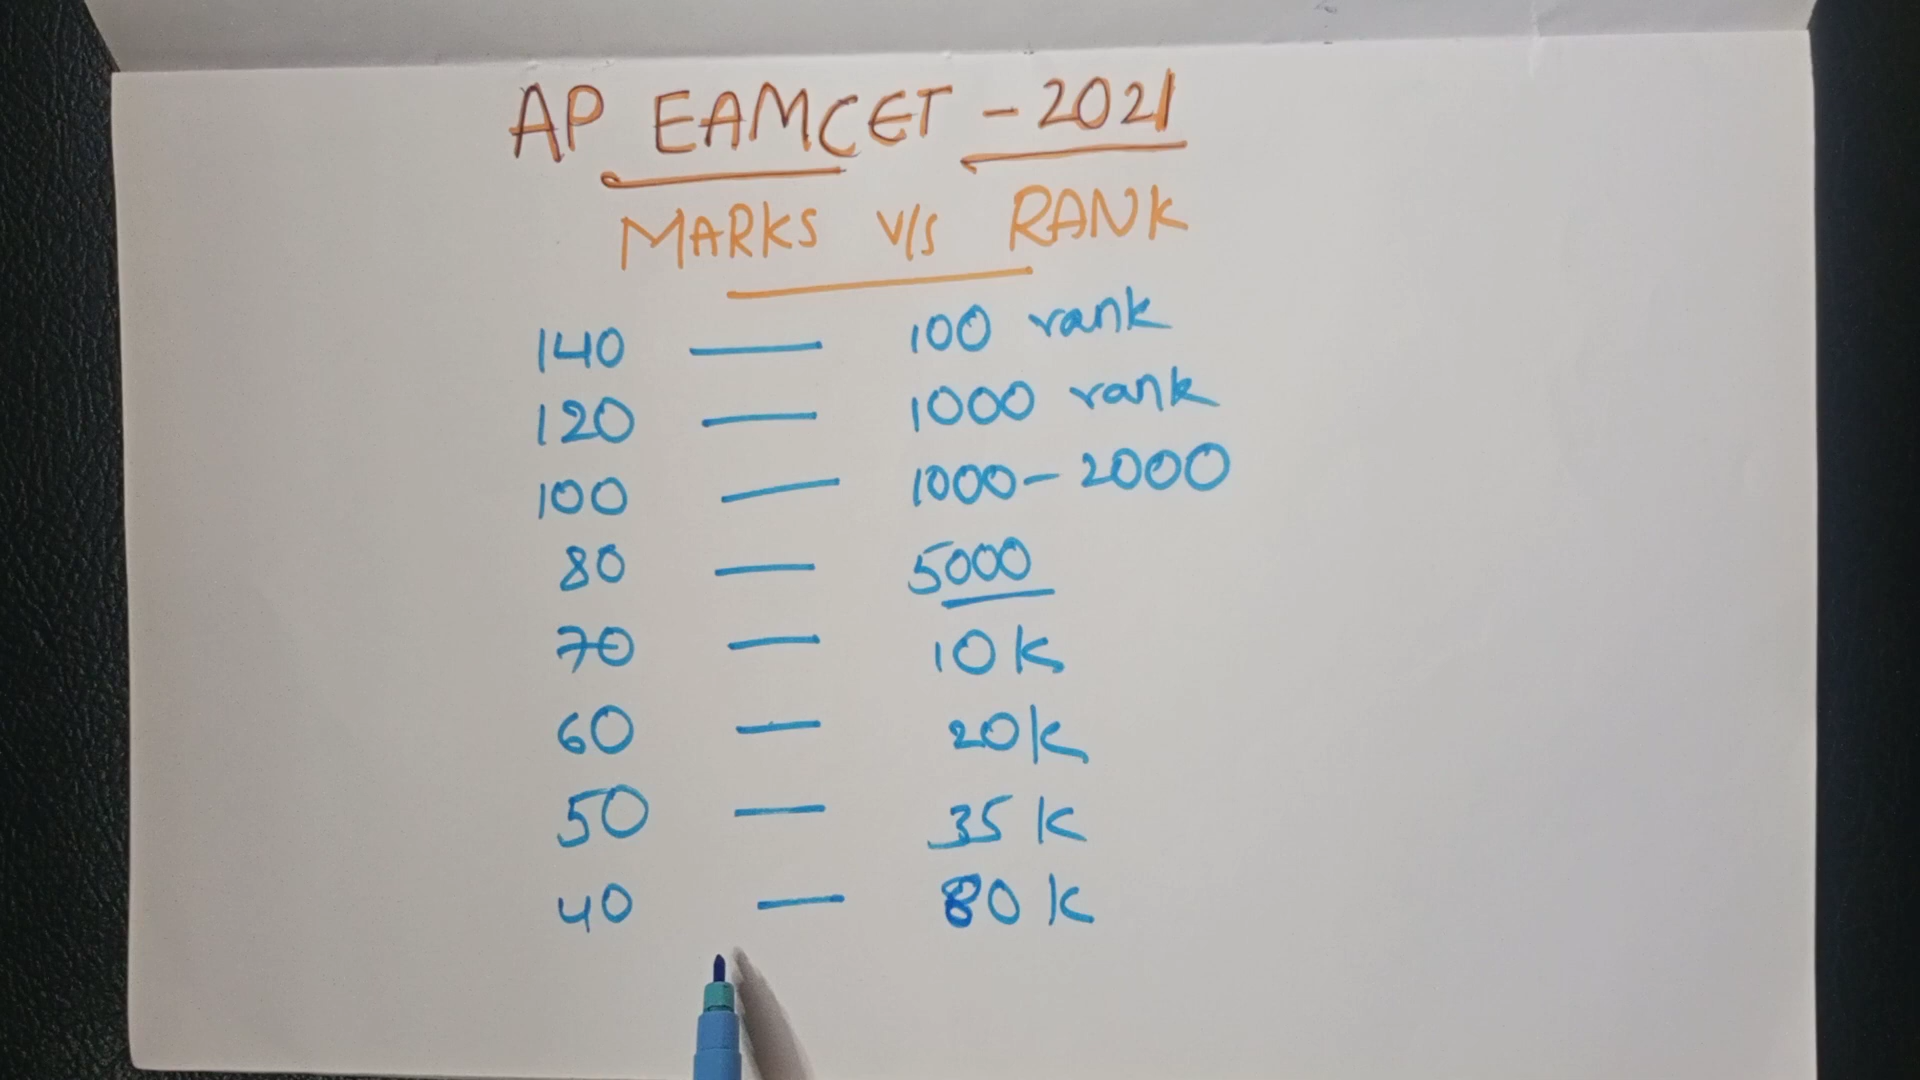 AP EAMCET - 2021
MARKS V/S RANK
140 — 100 rank
120 — 1000 rank
100 — 1000 - 2000
80 — 5000
70 — 10K
60 — 20K
50 — 35K
40 — 80K